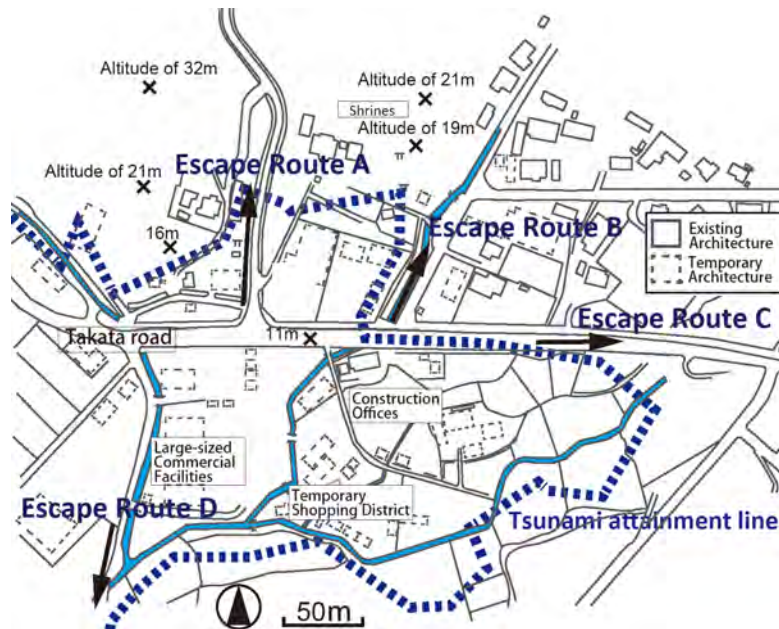 Altitude of 32m
Altitude of 21m
Shrines
Altitude of 19m
Escape Route A
Altitude of 21m
16m
Escape Route B
Existing
Architecture
Temporary
Architecture
Escape Route C
Takata road
11m
Construction
Offices
Large-sized
Commercial
Facilities
Temporary
Shopping District
Escape Route D
Tsunami attainment line
50m